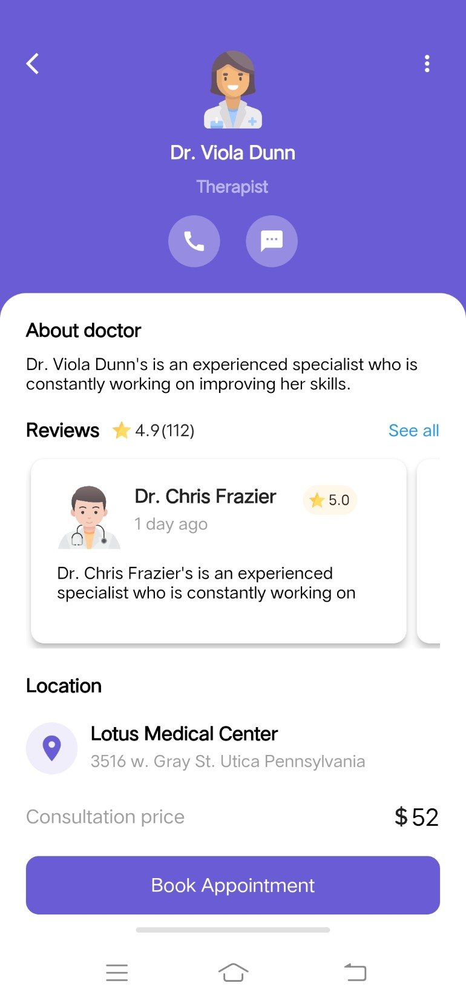 Dr. Viola Dunn
Therapist
About doctor
Dr. Viola Dunn's is an experienced specialist who is
constantly working on improving her skills.
Reviews 4.9(112) See all
Dr. Chris Frazier 5.0
1 day ago
Dr. Chris Frazier's is an experienced
specialist who is constantly working on
Location
Lotus Medical Center
3516 w. Gray St. Utica Pennsylvania
Consultation price $ 52
Book Appointment